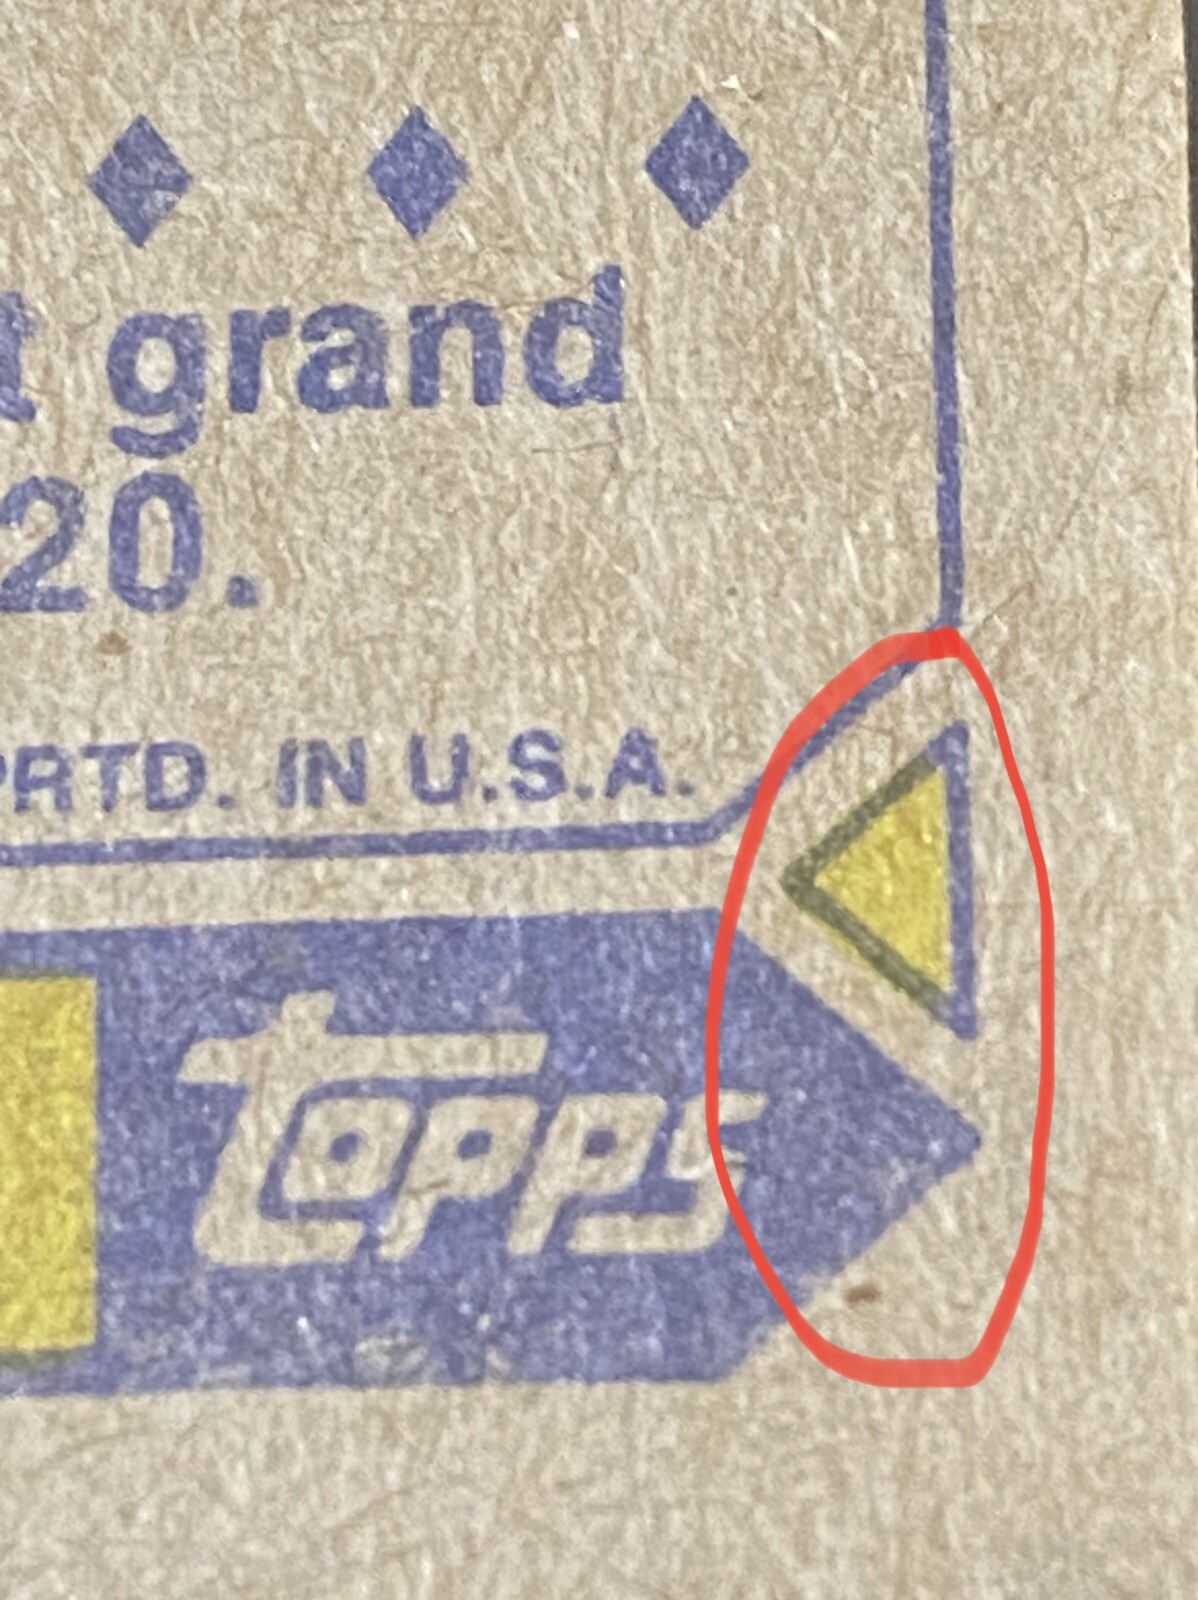 grand
20.
PRTD. IN U.S.A.
topps